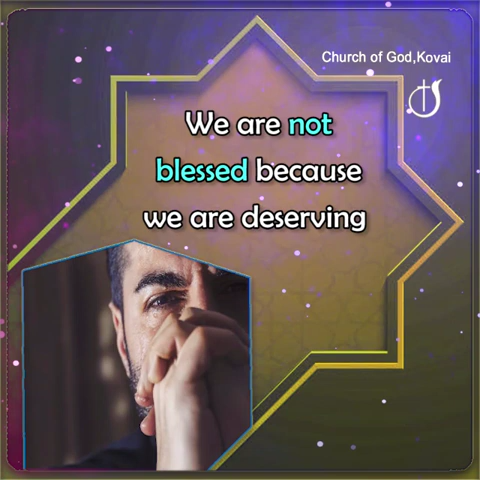 Church of God,Kovai
We are not
blessed because
we are deserving